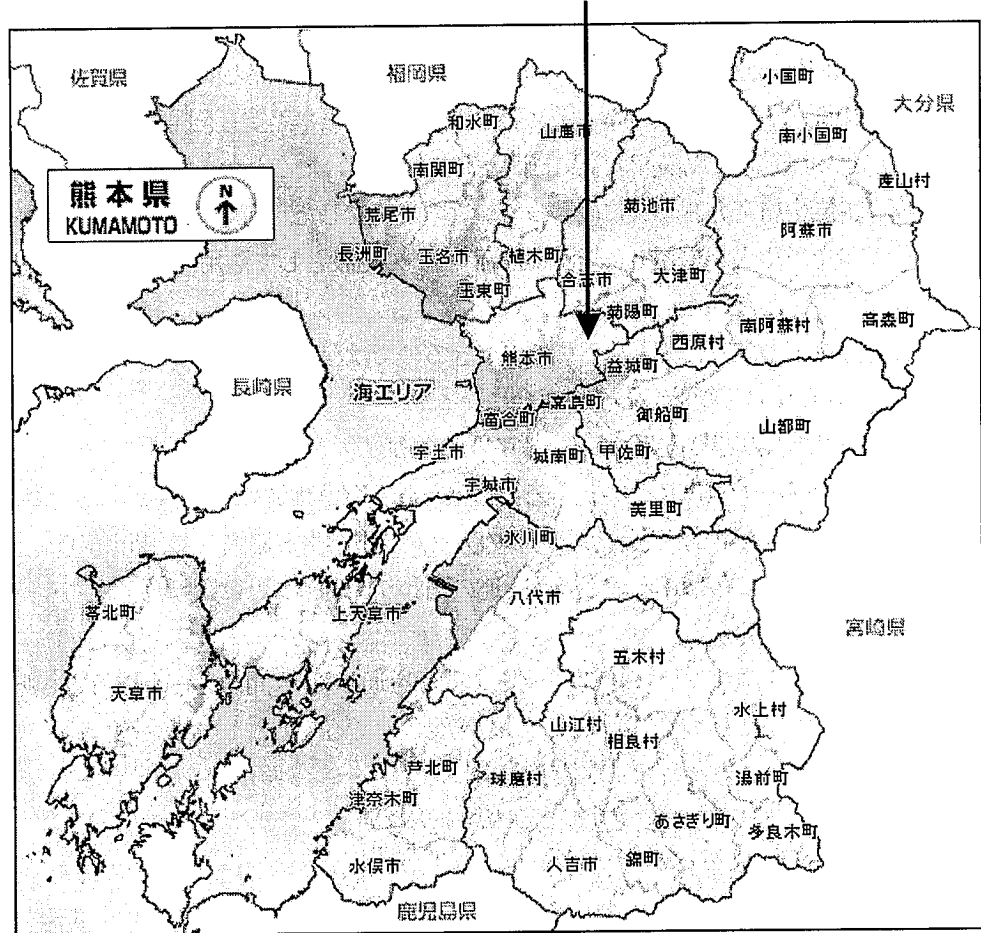 佐賀県
福岡県
小国町
大分県
和水町
山鹿市
南小国町
南関町
産山村
熊本県
KUMAMOTO
N
荒尾市
菊池市
阿蘇市
長洲町
玉名市
植木町
合志市
大津町
玉東町
菊陽町
西原村
南阿蘇村
高森町
熊本市
益城町
長崎県
海エリア
嘉島町
富合町
御船町
山都町
宇土市
城南町
甲佐町
宇城市
美里町
氷川町
八代市
苓北町
上天草市
宮崎県
五木村
天草市
山江村
相良村
水上村
芦北町
球磨村
湯前町
津奈木町
あさぎり町
多良木町
水俣市
人吉市
錦町
鹿児島県